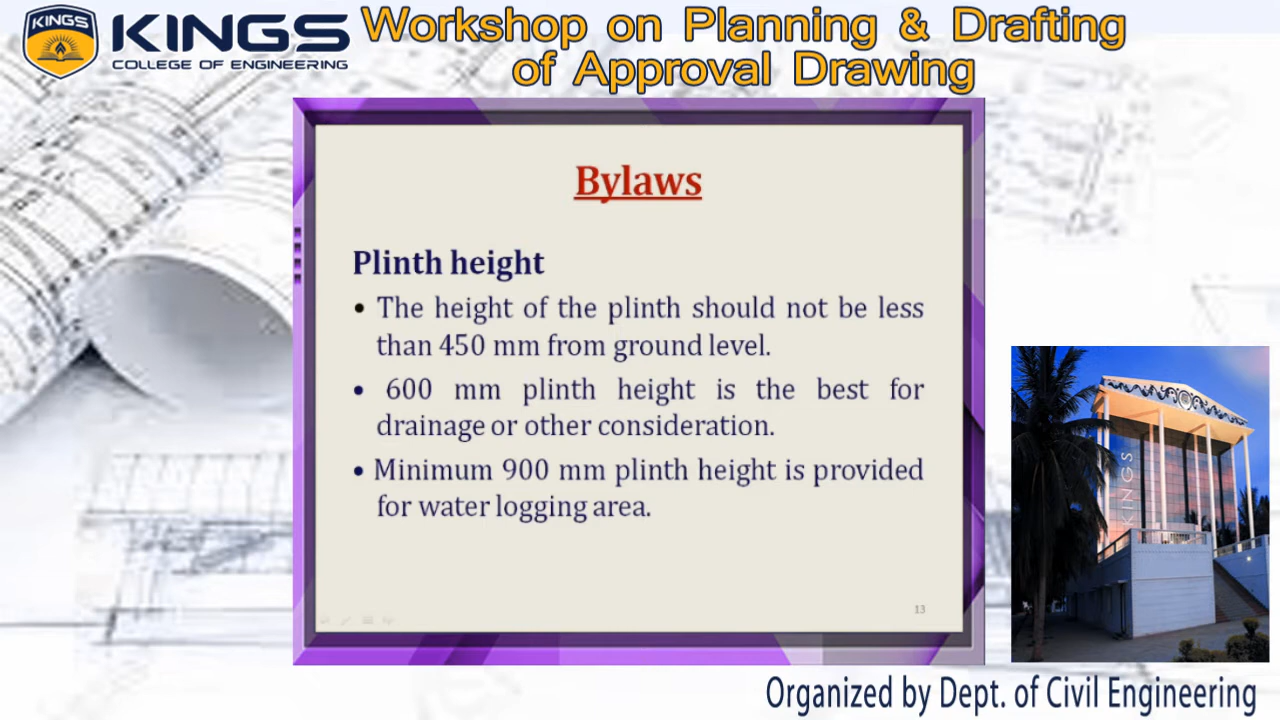 KINGS
KINGS
COLLEGE OF ENGINEERING
Workshop on Planning & Drafting
of Approval Drawing
Bylaws
Plinth height
• The height of the plinth should not be less
than 450 mm from ground level.
• 600 mm plinth height is the best for
drainage or other consideration.
• Minimum 900 mm plinth height is provided
for water logging area.
13
KINGS
Organized by Dept. of Civil Engineering